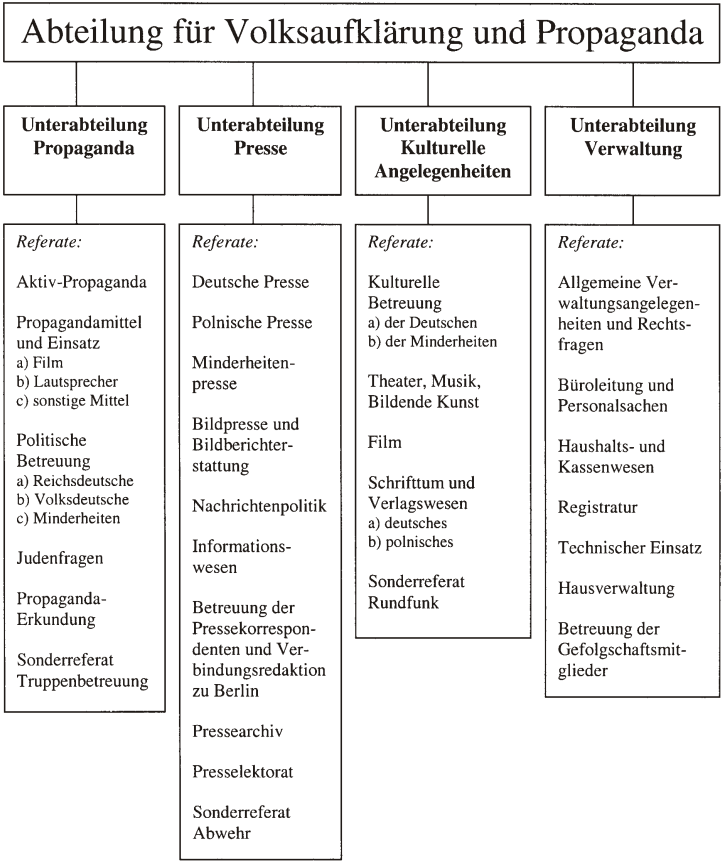 Abteilung für Volksaufklärung und Propaganda
Unterabteilung
Propaganda
Referate:
Aktiv-Propaganda
Propagandamittel
und Einsatz
a) Film
b) Lautsprecher
c) sonstige Mittel
Politische
Betreuung
a) Reichsdeutsche
b) Volksdeutsche
c) Minderheiten
Judenfragen
Propaganda-
Erkundung
Sonderreferat
Truppenbetreuung
Unterabteilung
Presse
Referate:
Deutsche Presse
Polnische Presse
Minderheiten-
presse
Bildpresse und
Bildberichter-
stattung
Nachrichtenpolitik
Informations-
wesen
Betreuung der
Pressekorrespon-
denten und Ver-
bindungsredaktion
zu Berlin
Pressearchiv
Presselektorat
Sonderreferat
Abwehr
Unterabteilung
Kulturelle
Angelegenheiten
Referate:
Kulturelle
Betreuung
a) der Deutschen
b) der Minderheiten
Theater, Musik,
Bildende Kunst
Film
Schrifttum und
Verlagswesen
a) deutsches
b) polnisches
Sonderreferat
Rundfunk
Unterabteilung
Verwaltung
Referate:
Allgemeine Ver-
waltungsangelegen-
heiten und Rechts-
fragen
Büroleitung und
Personalsachen
Haushalts- und
Kassenwesen
Registratur
Technischer Einsatz
Hausverwaltung
Betreuung der
Gefolgschaftsmit-
glieder